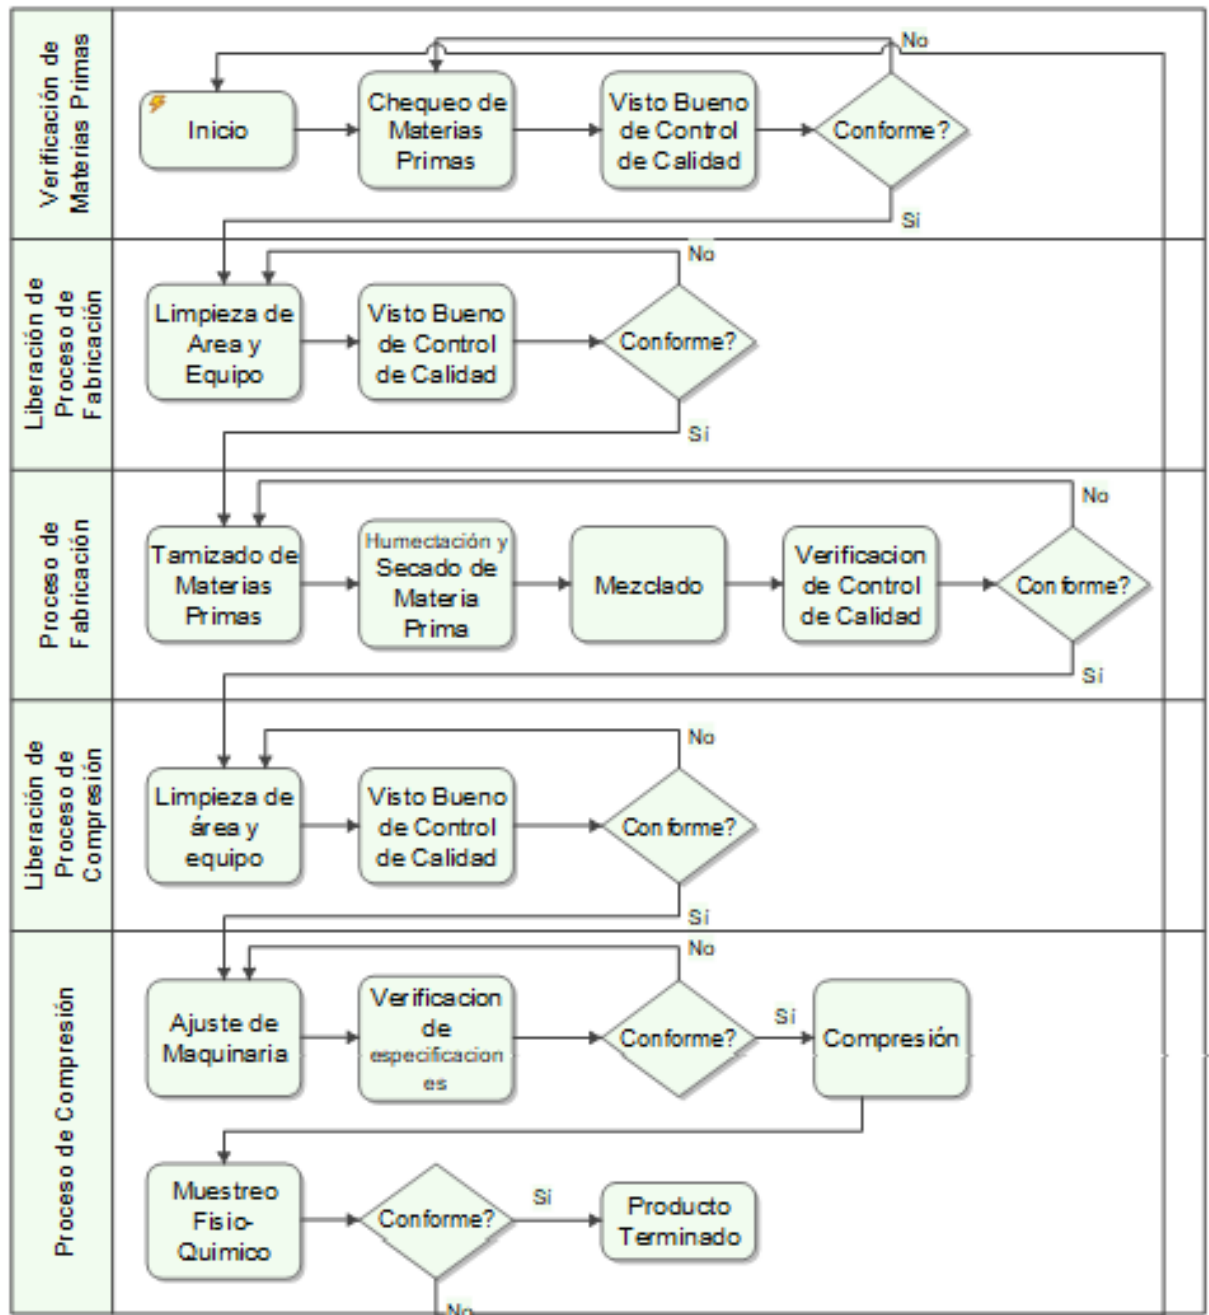 Verificación de
Materias Primas
Inicio
Chequeo de
Materias
Primas
Visto Bueno
de Control
de Calidad
Conforme?
No
Si
Liberación de
Proceso de
Fabricación
Limpieza de
Area y
Equipo
Visto Bueno
de Control
de Calidad
Conforme?
No
Si
Proceso de
Fabricación
Tamizado de
Materias
Primas
Humectación y
Secado de
Materia
Prima
Mezclado
Verificacion
de Control
de Calidad
Conforme?
No
Si
Liberación de
Proceso de
Compresión
Limpieza de
área y
equipo
Visto Bueno
de Control
de Calidad
Conforme?
No
Si
Proceso de Compresión
Ajuste de
Maquinaria
Verificacion
de
especificacion
es
Conforme?
No
Si
Compresión
Muestreo
Fisio-
Quimico
Conforme?
Si
Producto
Terminado
No